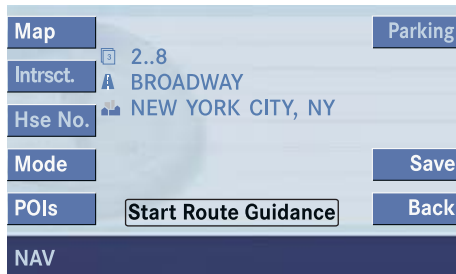 Map
Parking
3 2..8
Intrsct.
BROADWAY
Hse No.
NEW YORK CITY, NY
Mode
Save
POIs
Start Route Guidance
Back
NAV